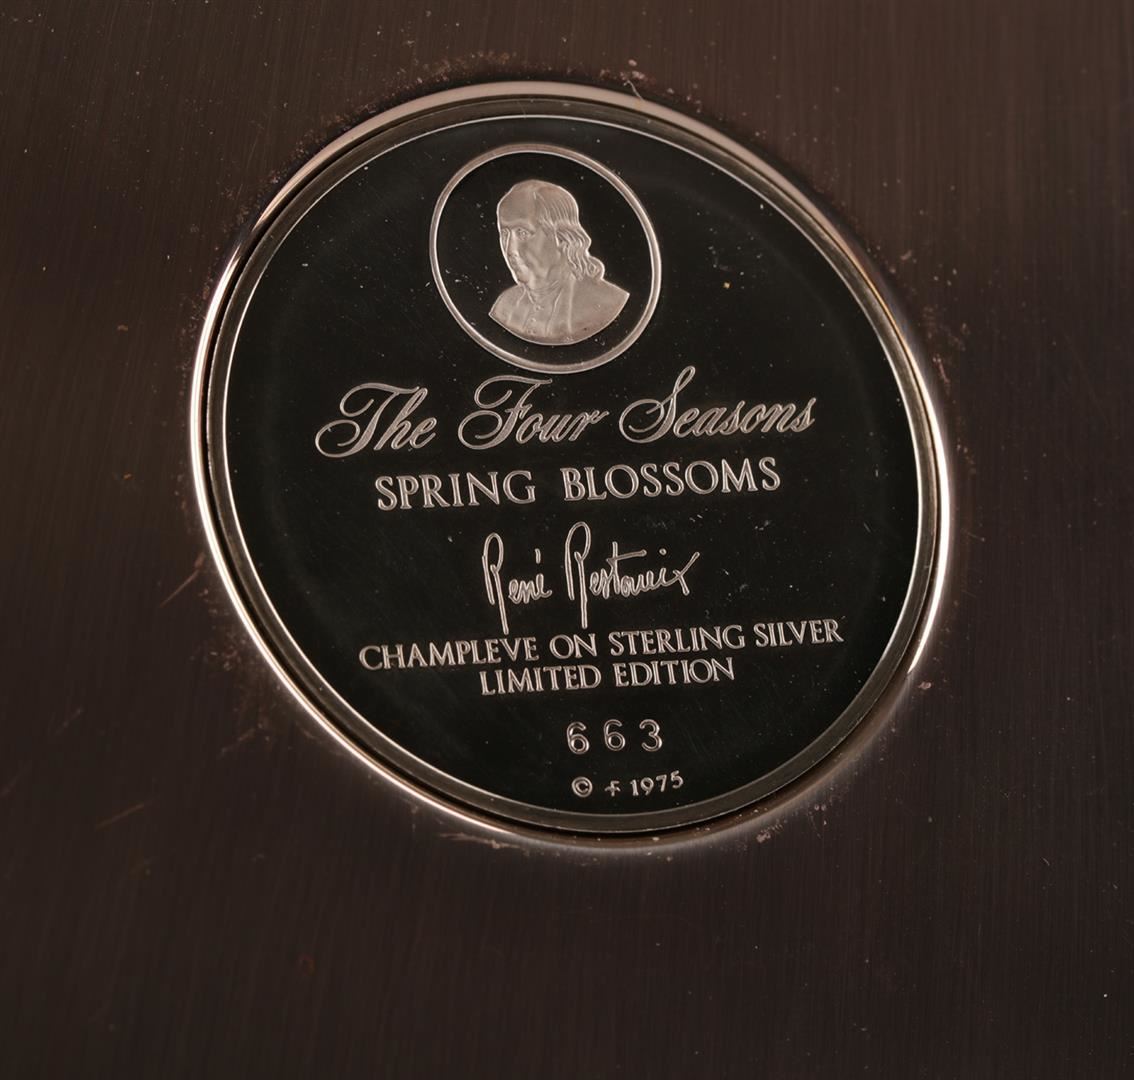 The Four Seasons
SPRING BLOSSOMS
René Restoueix
CHAMPLEVE ON STERLING SILVER
LIMITED EDITION
663
© f 1975